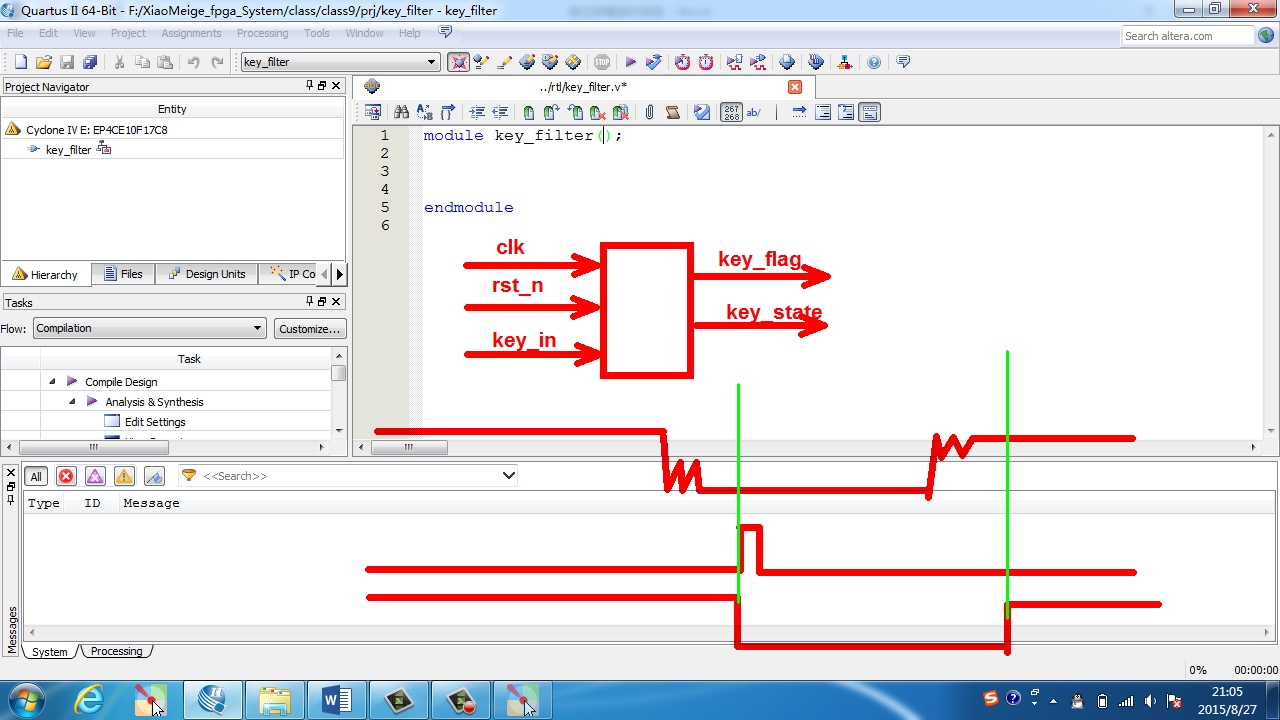 Quartus II 64-Bit - F:/XiaoMeige_fpga_System/class/class9/prj/key_filter - key_filter
File Edit View Project Assignments Processing Tools Window Help
Search altera.com
key_filter
STOP
Project Navigator
Entity
Cyclone IV E: EP4CE10F17C8
key_filter
Hierarchy Files Design Units IP Co
Tasks
Flow: Compilation Customize...
Task
Compile Design
Analysis & Synthesis
Edit Settings
../rtl/key_filter.v*
267
268
ab/
1 module key_filter();
2
3
4
5 endmodule
6
clk
rst_n
key_in
key_flag
key_state
All
<<Search>>
Type ID Message
Messages
System Processing
0% 00:00:00
21:05
2015/8/27